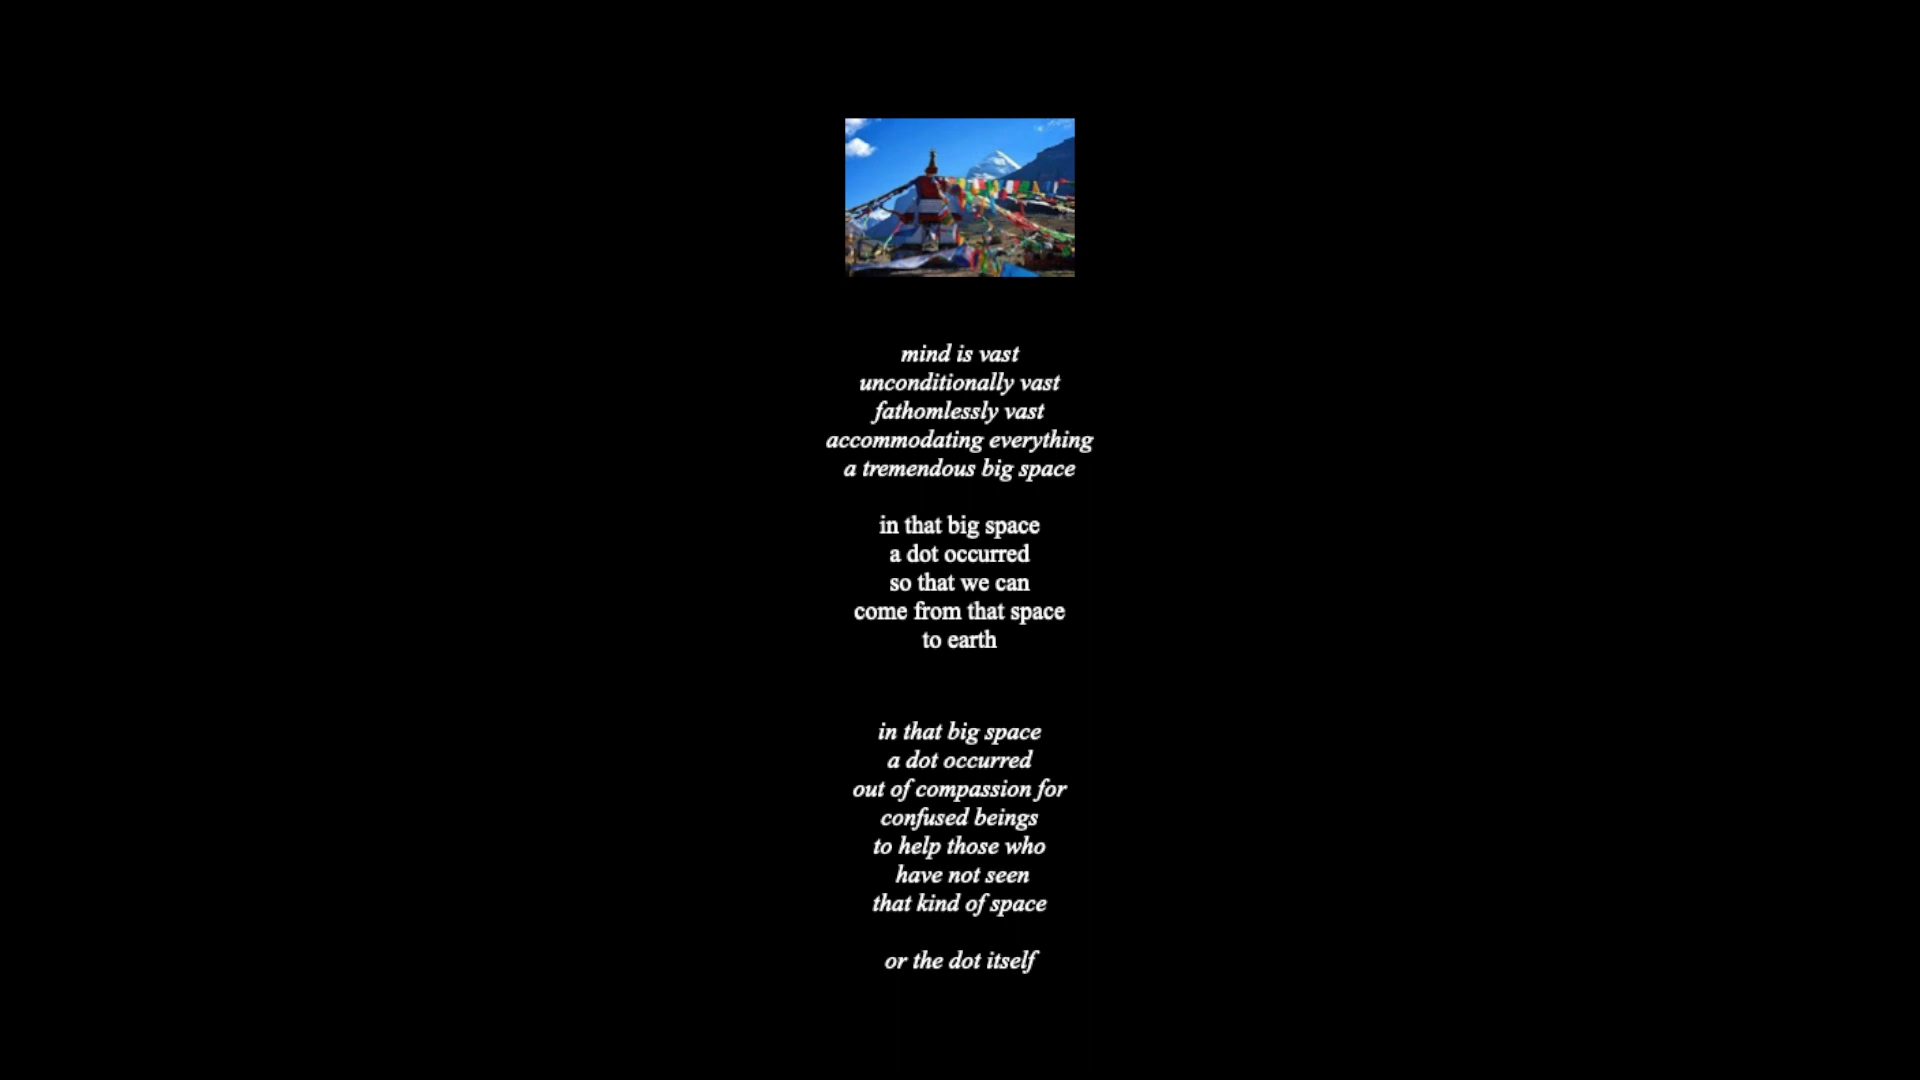 mind is vast
unconditionally vast
fathomlessly vast
accommodating everything
a tremendous big space
in that big space
a dot occurred
so that we can
come from that space
to earth
in that big space
a dot occurred
out of compassion for
confused beings
to help those who
have not seen
that kind of space
or the dot itself